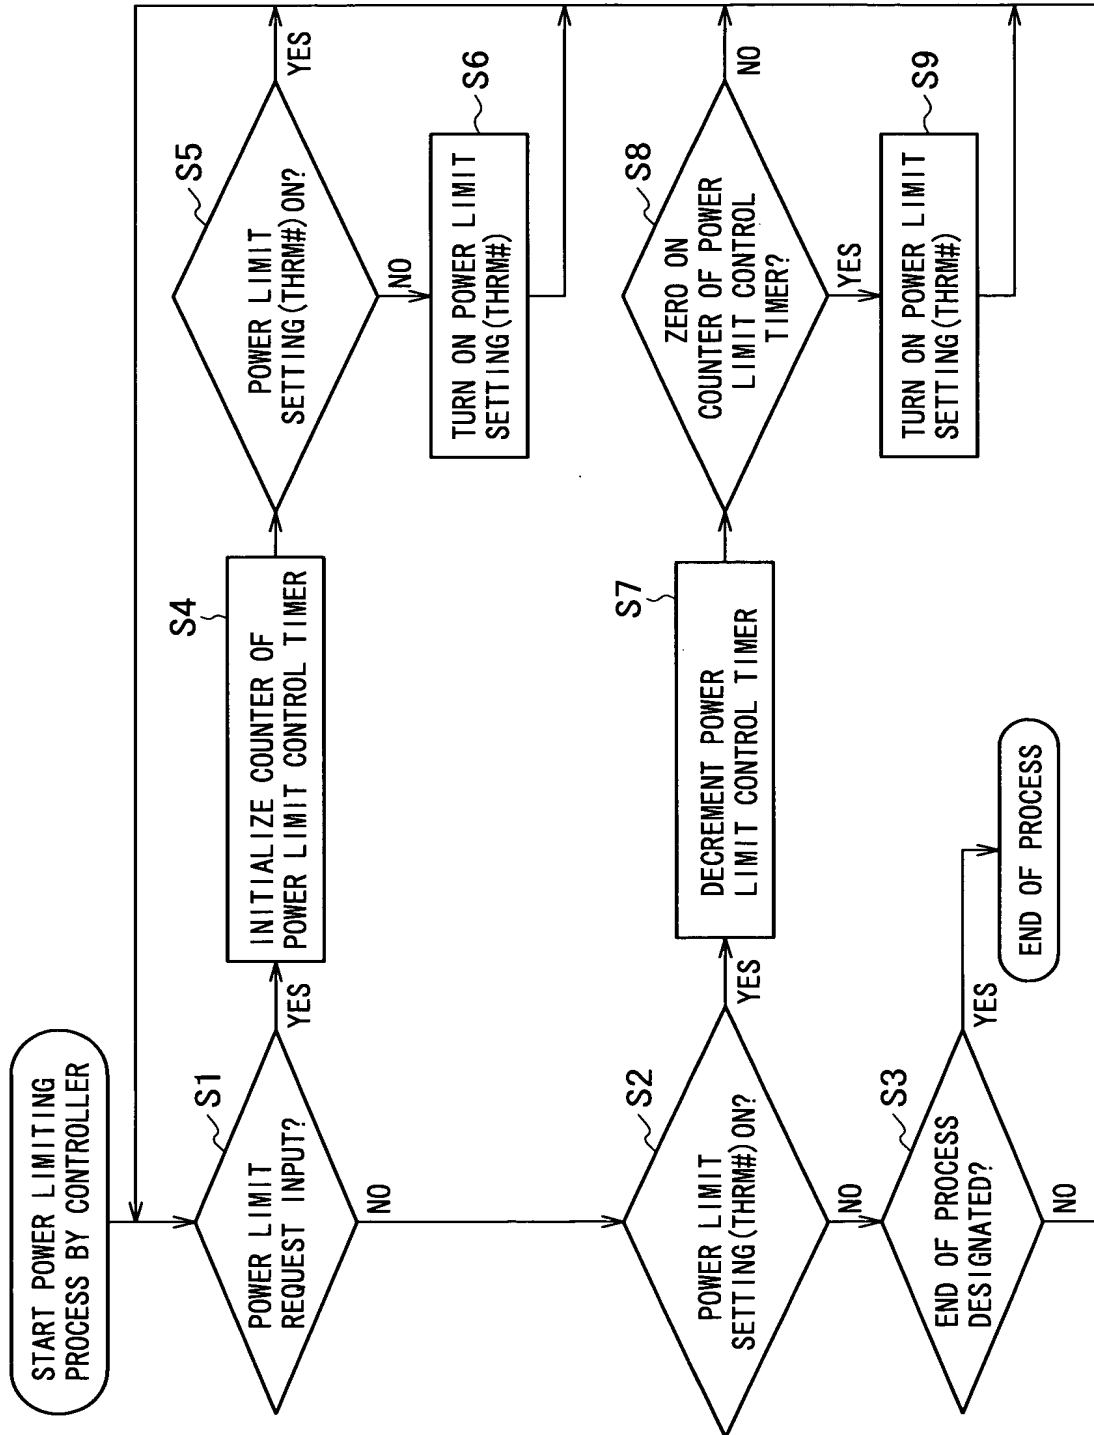 START POWER LIMITING
PROCESS BY CONTROLLER
S1
POWER LIMIT
REQUEST INPUT?
YES
NO
S4
INITIALIZE COUNTER OF
POWER LIMIT CONTROL TIMER
S5
POWER LIMIT
SETTING(THRM#)ON?
YES
NO
S6
TURN ON POWER LIMIT
SETTING(THRM#)
S2
POWER LIMIT
SETTING(THRM#)ON?
YES
NO
S7
DECREMENT POWER
LIMIT CONTROL TIMER
S8
ZERO ON
COUNTER OF POWER
LIMIT CONTROL
TIMER?
NO
YES
S9
TURN ON POWER LIMIT
SETTING(THRM#)
S3
END OF PROCESS
DESIGNATED?
YES
NO
END OF PROCESS